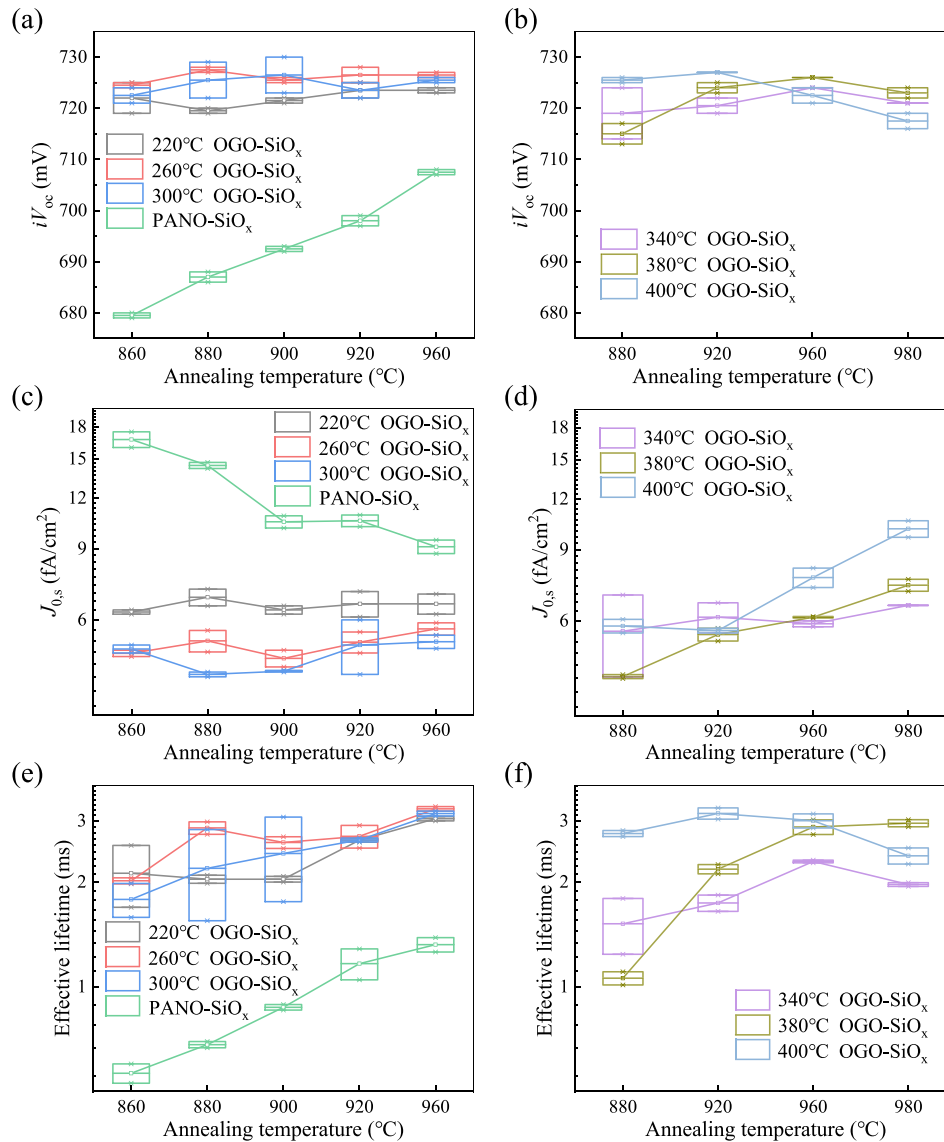 (a)
730
720
710
700
690
680
iVoc (mV)
220℃ OGO-SiOx
260℃ OGO-SiOx
300℃ OGO-SiOx
PANO-SiOx
860 880 900 920 960
Annealing temperature (℃)
(b)
730
720
710
700
690
680
iVoc (mV)
340℃ OGO-SiOx
380℃ OGO-SiOx
400℃ OGO-SiOx
880 920 960 980
Annealing temperature (℃)
(c)
18
15
12
9
6
J0,s (fA/cm2)
220℃ OGO-SiOx
260℃ OGO-SiOx
300℃ OGO-SiOx
PANO-SiOx
860 880 900 920 960
Annealing temperature (℃)
(d)
18
15
12
9
6
J0,s (fA/cm2)
340℃ OGO-SiOx
380℃ OGO-SiOx
400℃ OGO-SiOx
880 920 960 980
Annealing temperature (℃)
(e)
3
2
1
Effective lifetime (ms)
220℃ OGO-SiOx
260℃ OGO-SiOx
300℃ OGO-SiOx
PANO-SiOx
860 880 900 920 960
Annealing temperature (℃)
(f)
3
2
1
Effective lifetime (ms)
340℃ OGO-SiOx
380℃ OGO-SiOx
400℃ OGO-SiOx
880 920 960 980
Annealing temperature (℃)